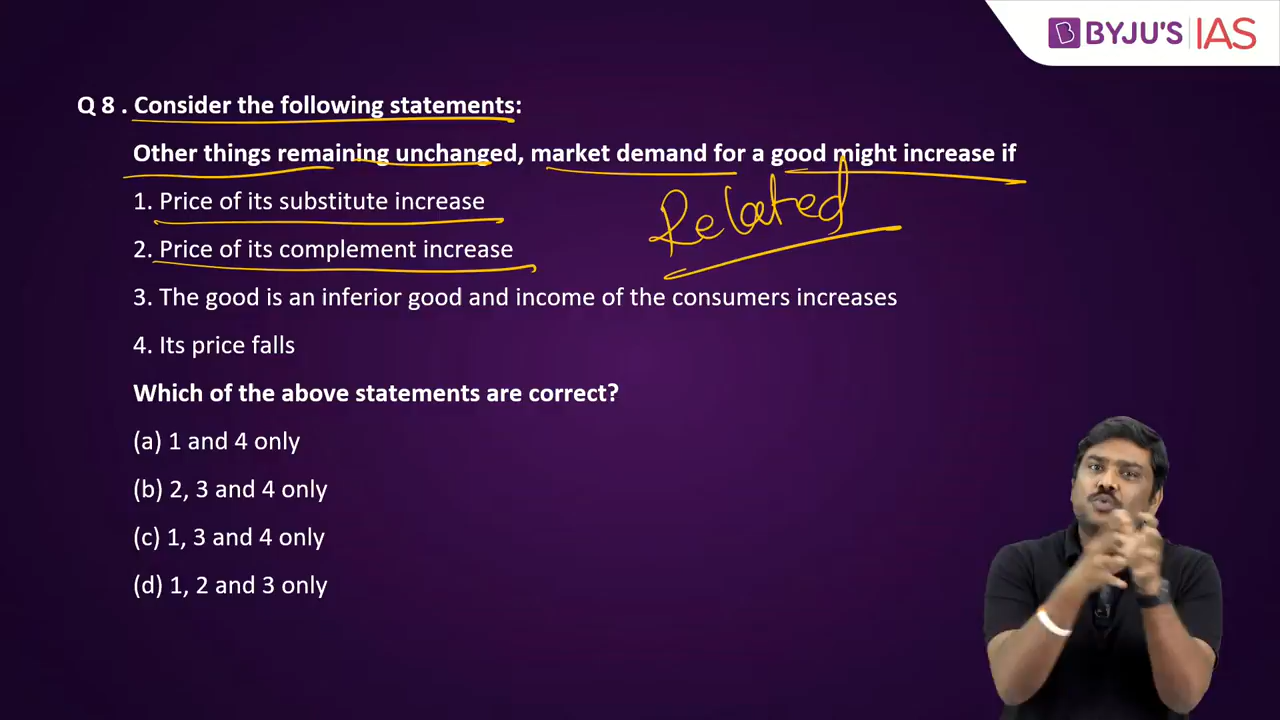 BYJU'S IAS
Q 8 . Consider the following statements:
Other things remaining unchanged, market demand for a good might increase if
1. Price of its substitute increase
Related
2. Price of its complement increase
3. The good is an inferior good and income of the consumers increases
4. Its price falls
Which of the above statements are correct?
(a) 1 and 4 only
(b) 2, 3 and 4 only
(c) 1, 3 and 4 only
(d) 1, 2 and 3 only